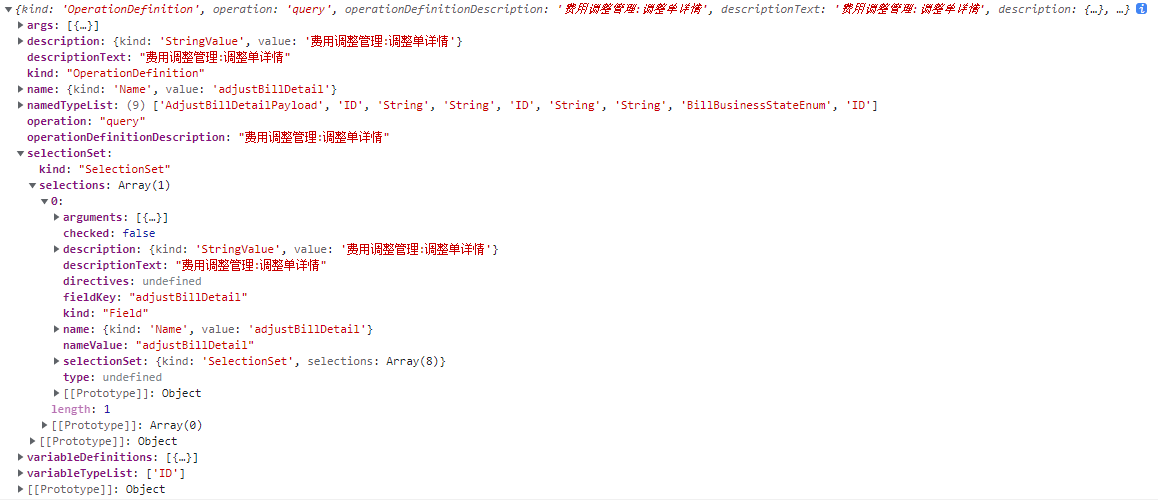 {kind: 'OperationDefinition', operation: 'query', operationDefinitionDescription: '费用调整管理:调整单详情', descriptionText: '费用调整管理:调整单详情', description: {…}, …} i
args: [{…}]
description: {kind: 'StringValue', value: '费用调整管理:调整单详情'}
descriptionText: "费用调整管理:调整单详情"
kind: "OperationDefinition"
name: {kind: 'Name', value: 'adjustBillDetail'}
namedTypeList: (9) ['AdjustBillDetailPayload', 'ID', 'String', 'String', 'ID', 'String', 'String', 'BillBusinessStateEnum', 'ID']
operation: "query"
operationDefinitionDescription: "费用调整管理:调整单详情"
selectionSet:
kind: "SelectionSet"
selections: Array(1)
0:
arguments: [{…}]
checked: false
description: {kind: 'StringValue', value: '费用调整管理:调整单详情'}
descriptionText: "费用调整管理:调整单详情"
directives: undefined
fieldKey: "adjustBillDetail"
kind: "Field"
name: {kind: 'Name', value: 'adjustBillDetail'}
nameValue: "adjustBillDetail"
selectionSet: {kind: 'SelectionSet', selections: Array(8)}
type: undefined
[[Prototype]]: Object
length: 1
[[Prototype]]: Array(0)
[[Prototype]]: Object
variableDefinitions: [{…}]
variableTypeList: ['ID']
[[Prototype]]: Object